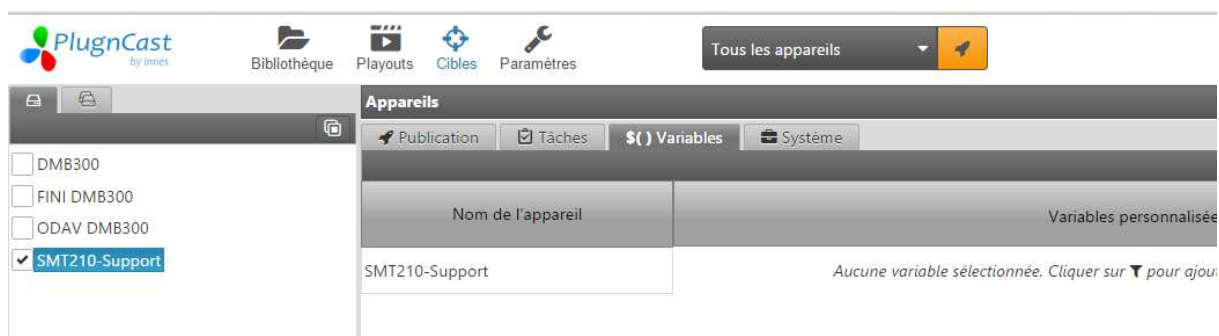 PlugnCast
by innes
Bibliothèque
Playouts
Cibles
Paramètres
Tous les appareils
Appareils
Publication
Tâches
$( ) Variables
Système
DMB300
FINI DMB300
ODAV DMB300
SMT210-Support
Nom de l'appareil
Variables personnalisée
SMT210-Support
Aucune variable sélectionnée. Cliquer sur pour ajou